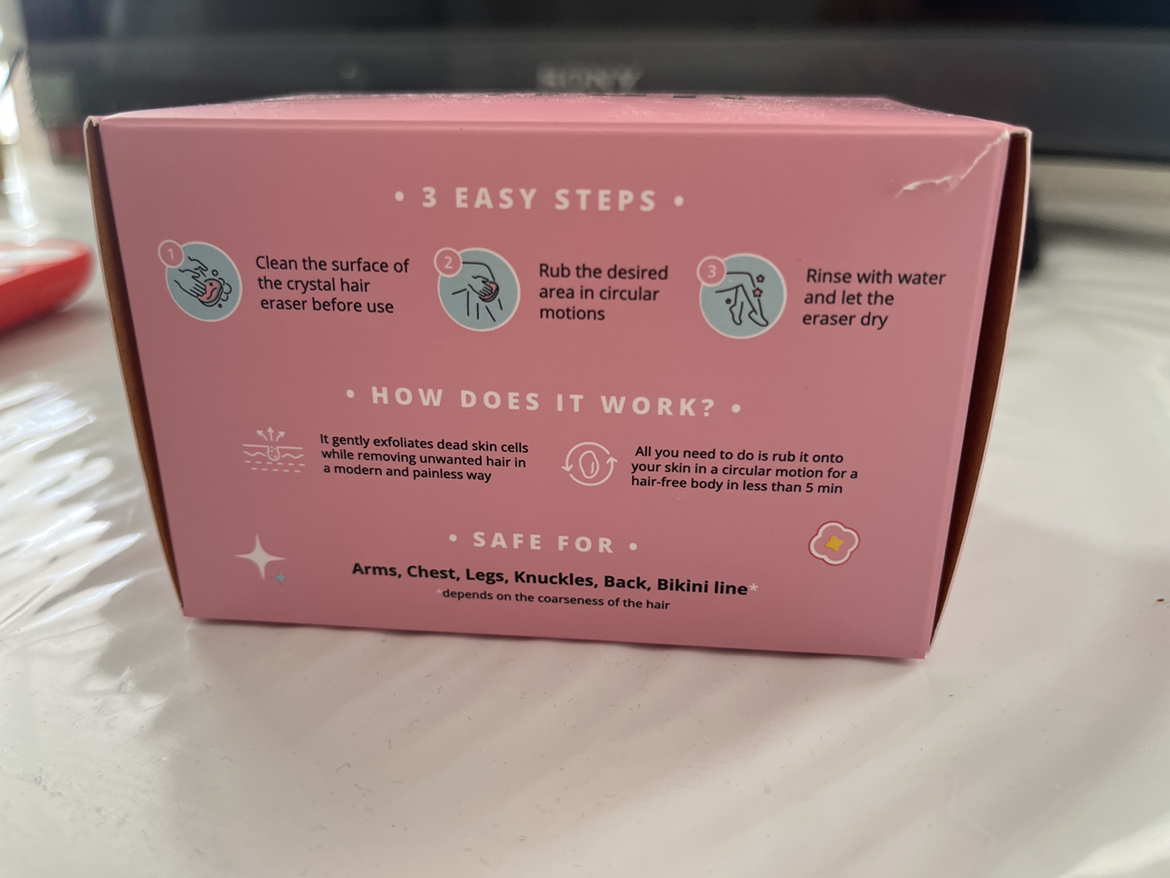 SONY
• 3 EASY STEPS •
1
Clean the surface of
the crystal hair
eraser before use
2
Rub the desired
area in circular
motions
3
Rinse with water
and let the
eraser dry
• HOW DOES IT WORK? •
It gently exfoliates dead skin cells
while removing unwanted hair in
a modern and painless way
All you need to do is rub it onto
your skin in a circular motion for a
hair-free body in less than 5 min
• SAFE FOR •
Arms, Chest, Legs, Knuckles, Back, Bikini line*
*depends on the coarseness of the hair